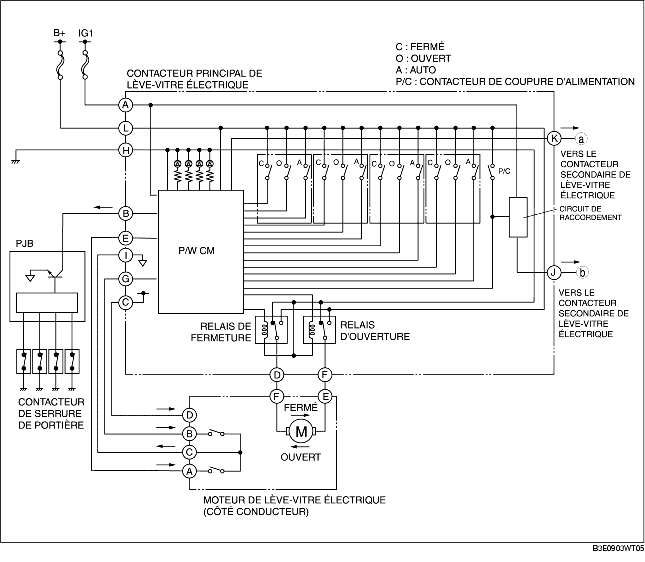 B+ IG1
C : FERMÉ
O : OUVERT
A : AUTO
P/C : CONTACTEUR DE COUPURE D'ALIMENTATION
CONTACTEUR PRINCIPAL DE
LÈVE-VITRE ÉLECTRIQUE
A
L
K a
H
C O A C O A C O A C O A
P/C
VERS LE
CONTACTEUR
SECONDAIRE DE
LÈVE-VITRE
ÉLECTRIQUE
CIRCUIT DE
RACCORDEMENT
B
E
PJB
P/W CM
I
G
J b
C
VERS LE
CONTACTEUR
SECONDAIRE DE
LÈVE-VITRE
ÉLECTRIQUE
RELAIS DE
FERMETURE
RELAIS
D'OUVERTURE
D F
CONTACTEUR
DE SERRURE
DE PORTIÈRE
F E
FERMÉ
D
B
M
C
OUVERT
A
MOTEUR DE LÈVE-VITRE ÉLECTRIQUE
(CÔTÉ CONDUCTEUR)
B3E0903WT05